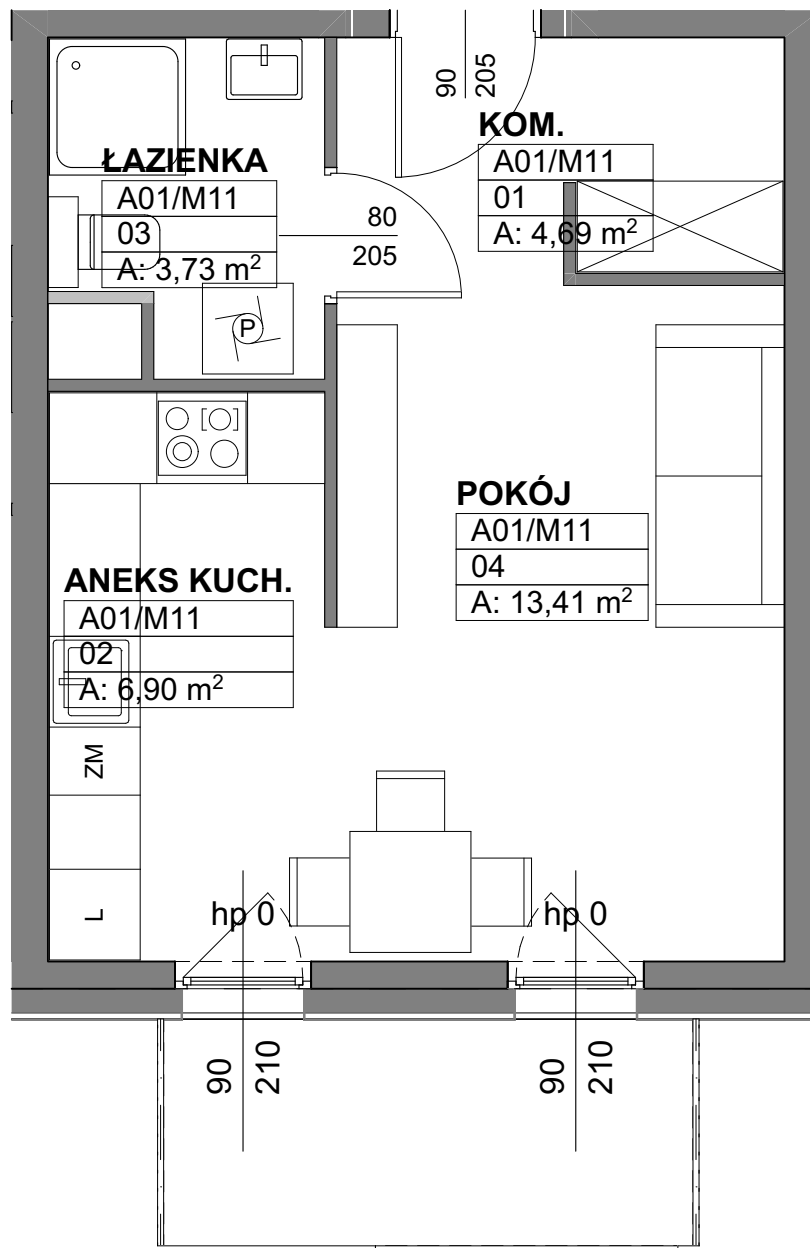 90
205
KOM.
A01/M11
01
A: 4,69 m²
ŁAZIENKA
A01/M11
03
A: 3,73 m²
80
205
P
POKÓJ
A01/M11
04
A: 13,41 m²
ANEKS KUCH.
A01/M11
02
A: 6,90 m²
ZM
L
hp 0
hp 0
90
210
90
210